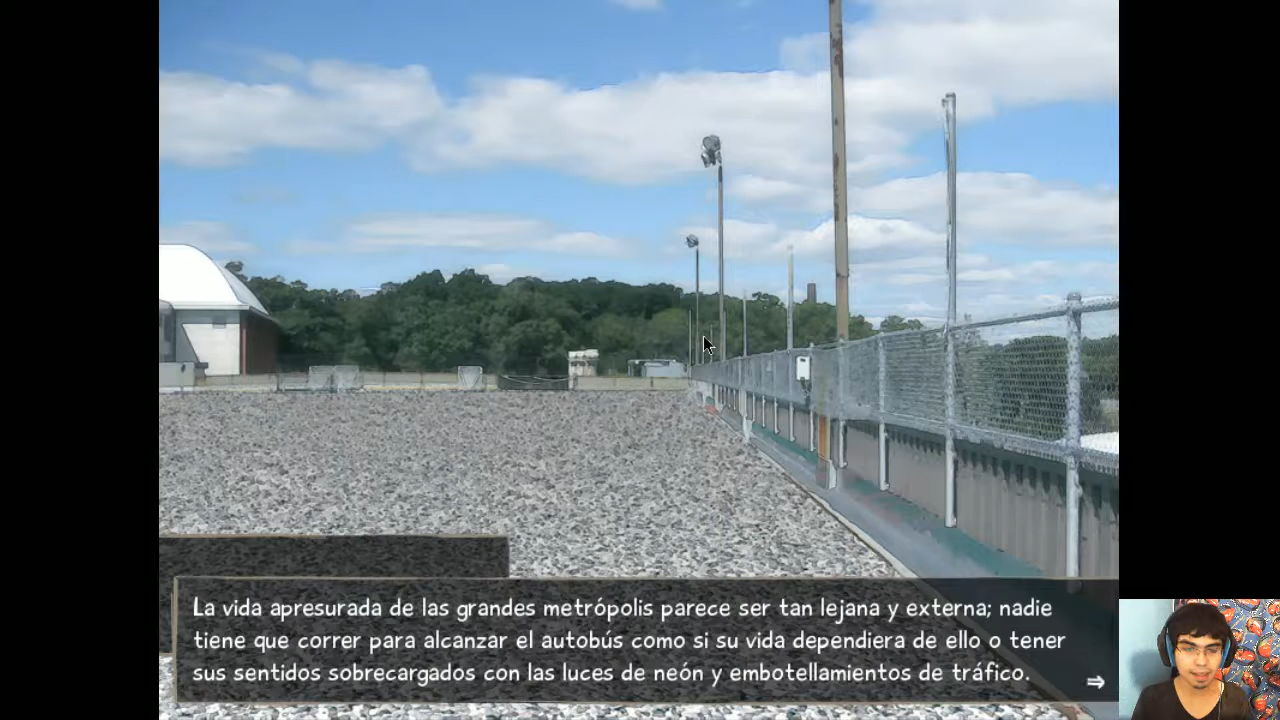 La vida apresurada de las grandes metrópolis parece ser tan lejana y externa; nadie
tiene que correr para alcanzar el autobús como si su vida dependiera de ello o tener
sus sentidos sobrecargados con las luces de neón y embotellamientos de tráfico.